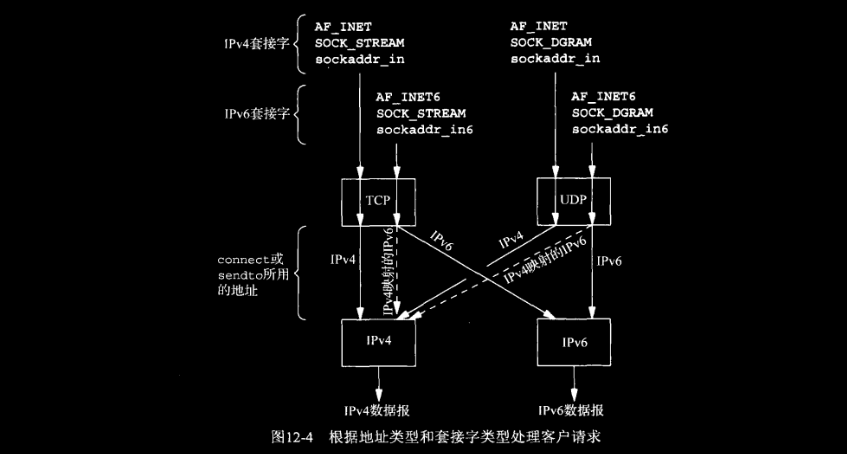 IPv4套接字
AF_INET
SOCK_STREAM
sockaddr_in
AF_INET
SOCK_DGRAM
sockaddr_in
IPv6套接字
AF_INET6
SOCK_STREAM
sockaddr_in6
AF_INET6
SOCK_DGRAM
sockaddr_in6
TCP
UDP
connect或
sendto所用
的地址
IPv4
IPv4映射的IPv6
IPv6
IPv4
IPv4映射的IPv6
IPv6
IPv4
IPv6
IPv4数据报
IPv6数据报
图12-4 根据地址类型和套接字类型处理客户请求